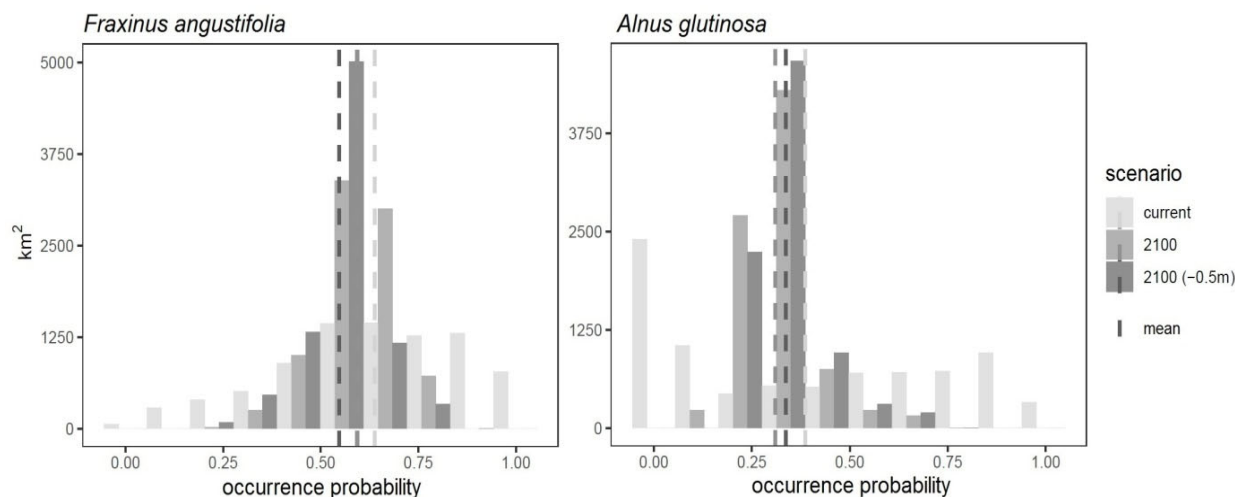 Fraxinus angustifolia
Alnus glutinosa
5000
3750
2500
1250
0
km²
0.00 0.25 0.50 0.75 1.00
occurrence probability
3750
2500
1250
0
0.00 0.25 0.50 0.75 1.00
occurrence probability
scenario
current
2100
2100 (−0.5m)
mean